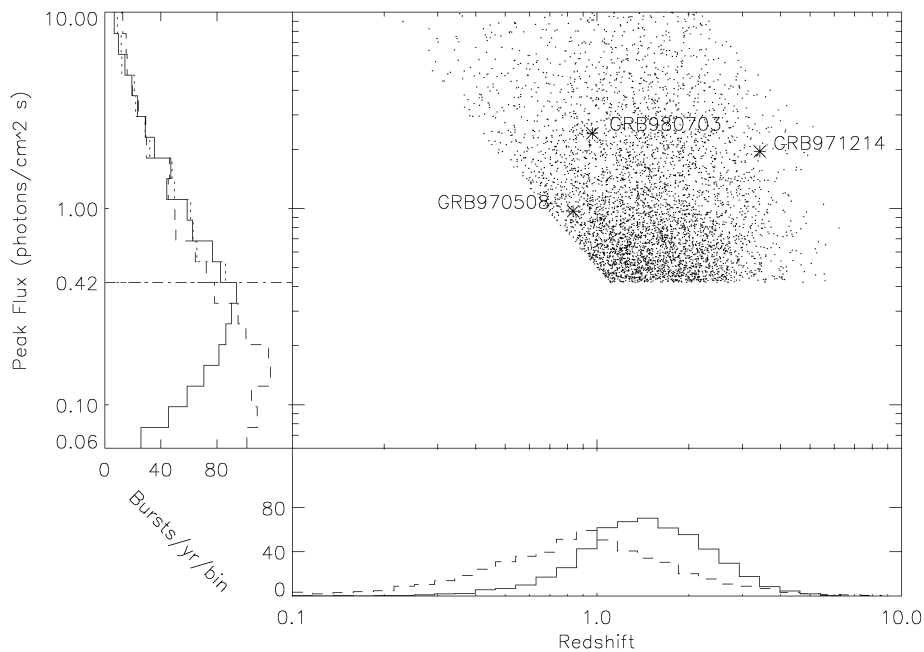 10.00
1.00
0.42
0.10
0.06
Peak Flux (photons/cm^2 s)
GRB980703
GRB971214
GRB970508
0 40 80
Bursts/yr/bin
80
40
0
0.1 1.0 10.0
Redshift